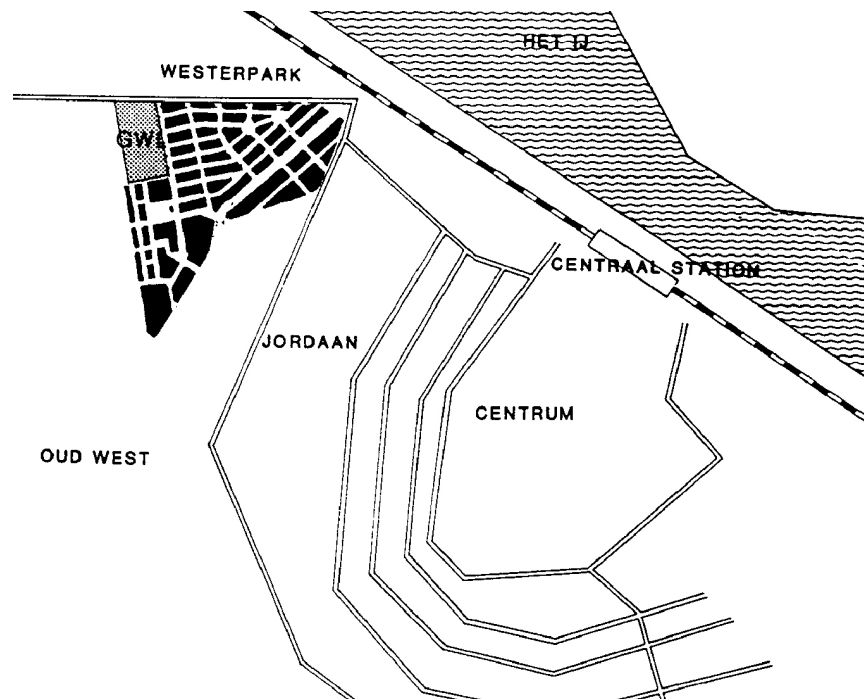 HET IJ
WESTERPARK
GWL
CENTRAAL STATION
JORDAAN
CENTRUM
OUD WEST